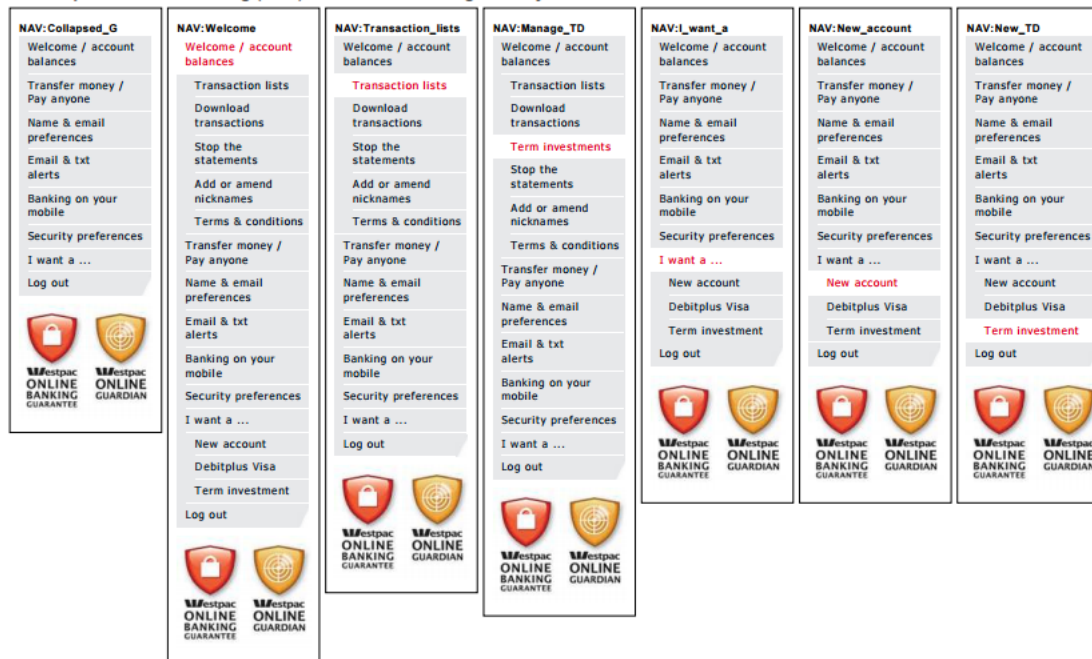 NAV:Collapsed_G
Welcome / account
balances
Transfer money /
Pay anyone
Name & email
preferences
Email & txt
alerts
Banking on your
mobile
Security preferences
I want a ...
Log out
Westpac
ONLINE
BANKING
GUARANTEE
Westpac
ONLINE
GUARDIAN
NAV:Welcome
Welcome / account
balances
Transaction lists
Download
transactions
Stop the
statements
Add or amend
nicknames
Terms & conditions
Transfer money /
Pay anyone
Name & email
preferences
Email & txt
alerts
Banking on your
mobile
Security preferences
I want a ...
New account
Debitplus Visa
Term investment
Log out
Westpac
ONLINE
BANKING
GUARANTEE
Westpac
ONLINE
GUARDIAN
NAV:Transaction_lists
Welcome / account
balances
Transaction lists
Download
transactions
Stop the
statements
Add or amend
nicknames
Terms & conditions
Transfer money /
Pay anyone
Name & email
preferences
Email & txt
alerts
Banking on your
mobile
Security preferences
I want a ...
Log out
Westpac
ONLINE
BANKING
GUARANTEE
Westpac
ONLINE
GUARDIAN
NAV:Manage_TD
Welcome / account
balances
Transaction lists
Download
transactions
Term investments
Stop the
statements
Add or amend
nicknames
Terms & conditions
Transfer money /
Pay anyone
Name & email
preferences
Email & txt
alerts
Banking on your
mobile
Security preferences
I want a ...
Log out
Westpac
ONLINE
BANKING
GUARANTEE
Westpac
ONLINE
GUARDIAN
NAV:I_want_a
Welcome / account
balances
Transfer money /
Pay anyone
Name & email
preferences
Email & txt
alerts
Banking on your
mobile
Security preferences
I want a ...
New account
Debitplus Visa
Term investment
Log out
Westpac
ONLINE
BANKING
GUARANTEE
Westpac
ONLINE
GUARDIAN
NAV:New_account
Welcome / account
balances
Transfer money /
Pay anyone
Name & email
preferences
Email & txt
alerts
Banking on your
mobile
Security preferences
I want a ...
New account
Debitplus Visa
Term investment
Log out
Westpac
ONLINE
BANKING
GUARANTEE
Westpac
ONLINE
GUARDIAN
NAV:New_TD
Welcome / account
balances
Transfer money /
Pay anyone
Name & email
preferences
Email & txt
alerts
Banking on your
mobile
Security preferences
I want a ...
New account
Debitplus Visa
Term investment
Log out
Westpac
ONLINE
BANKING
GUARANTEE
Westpac
ONLINE
GUARDIAN